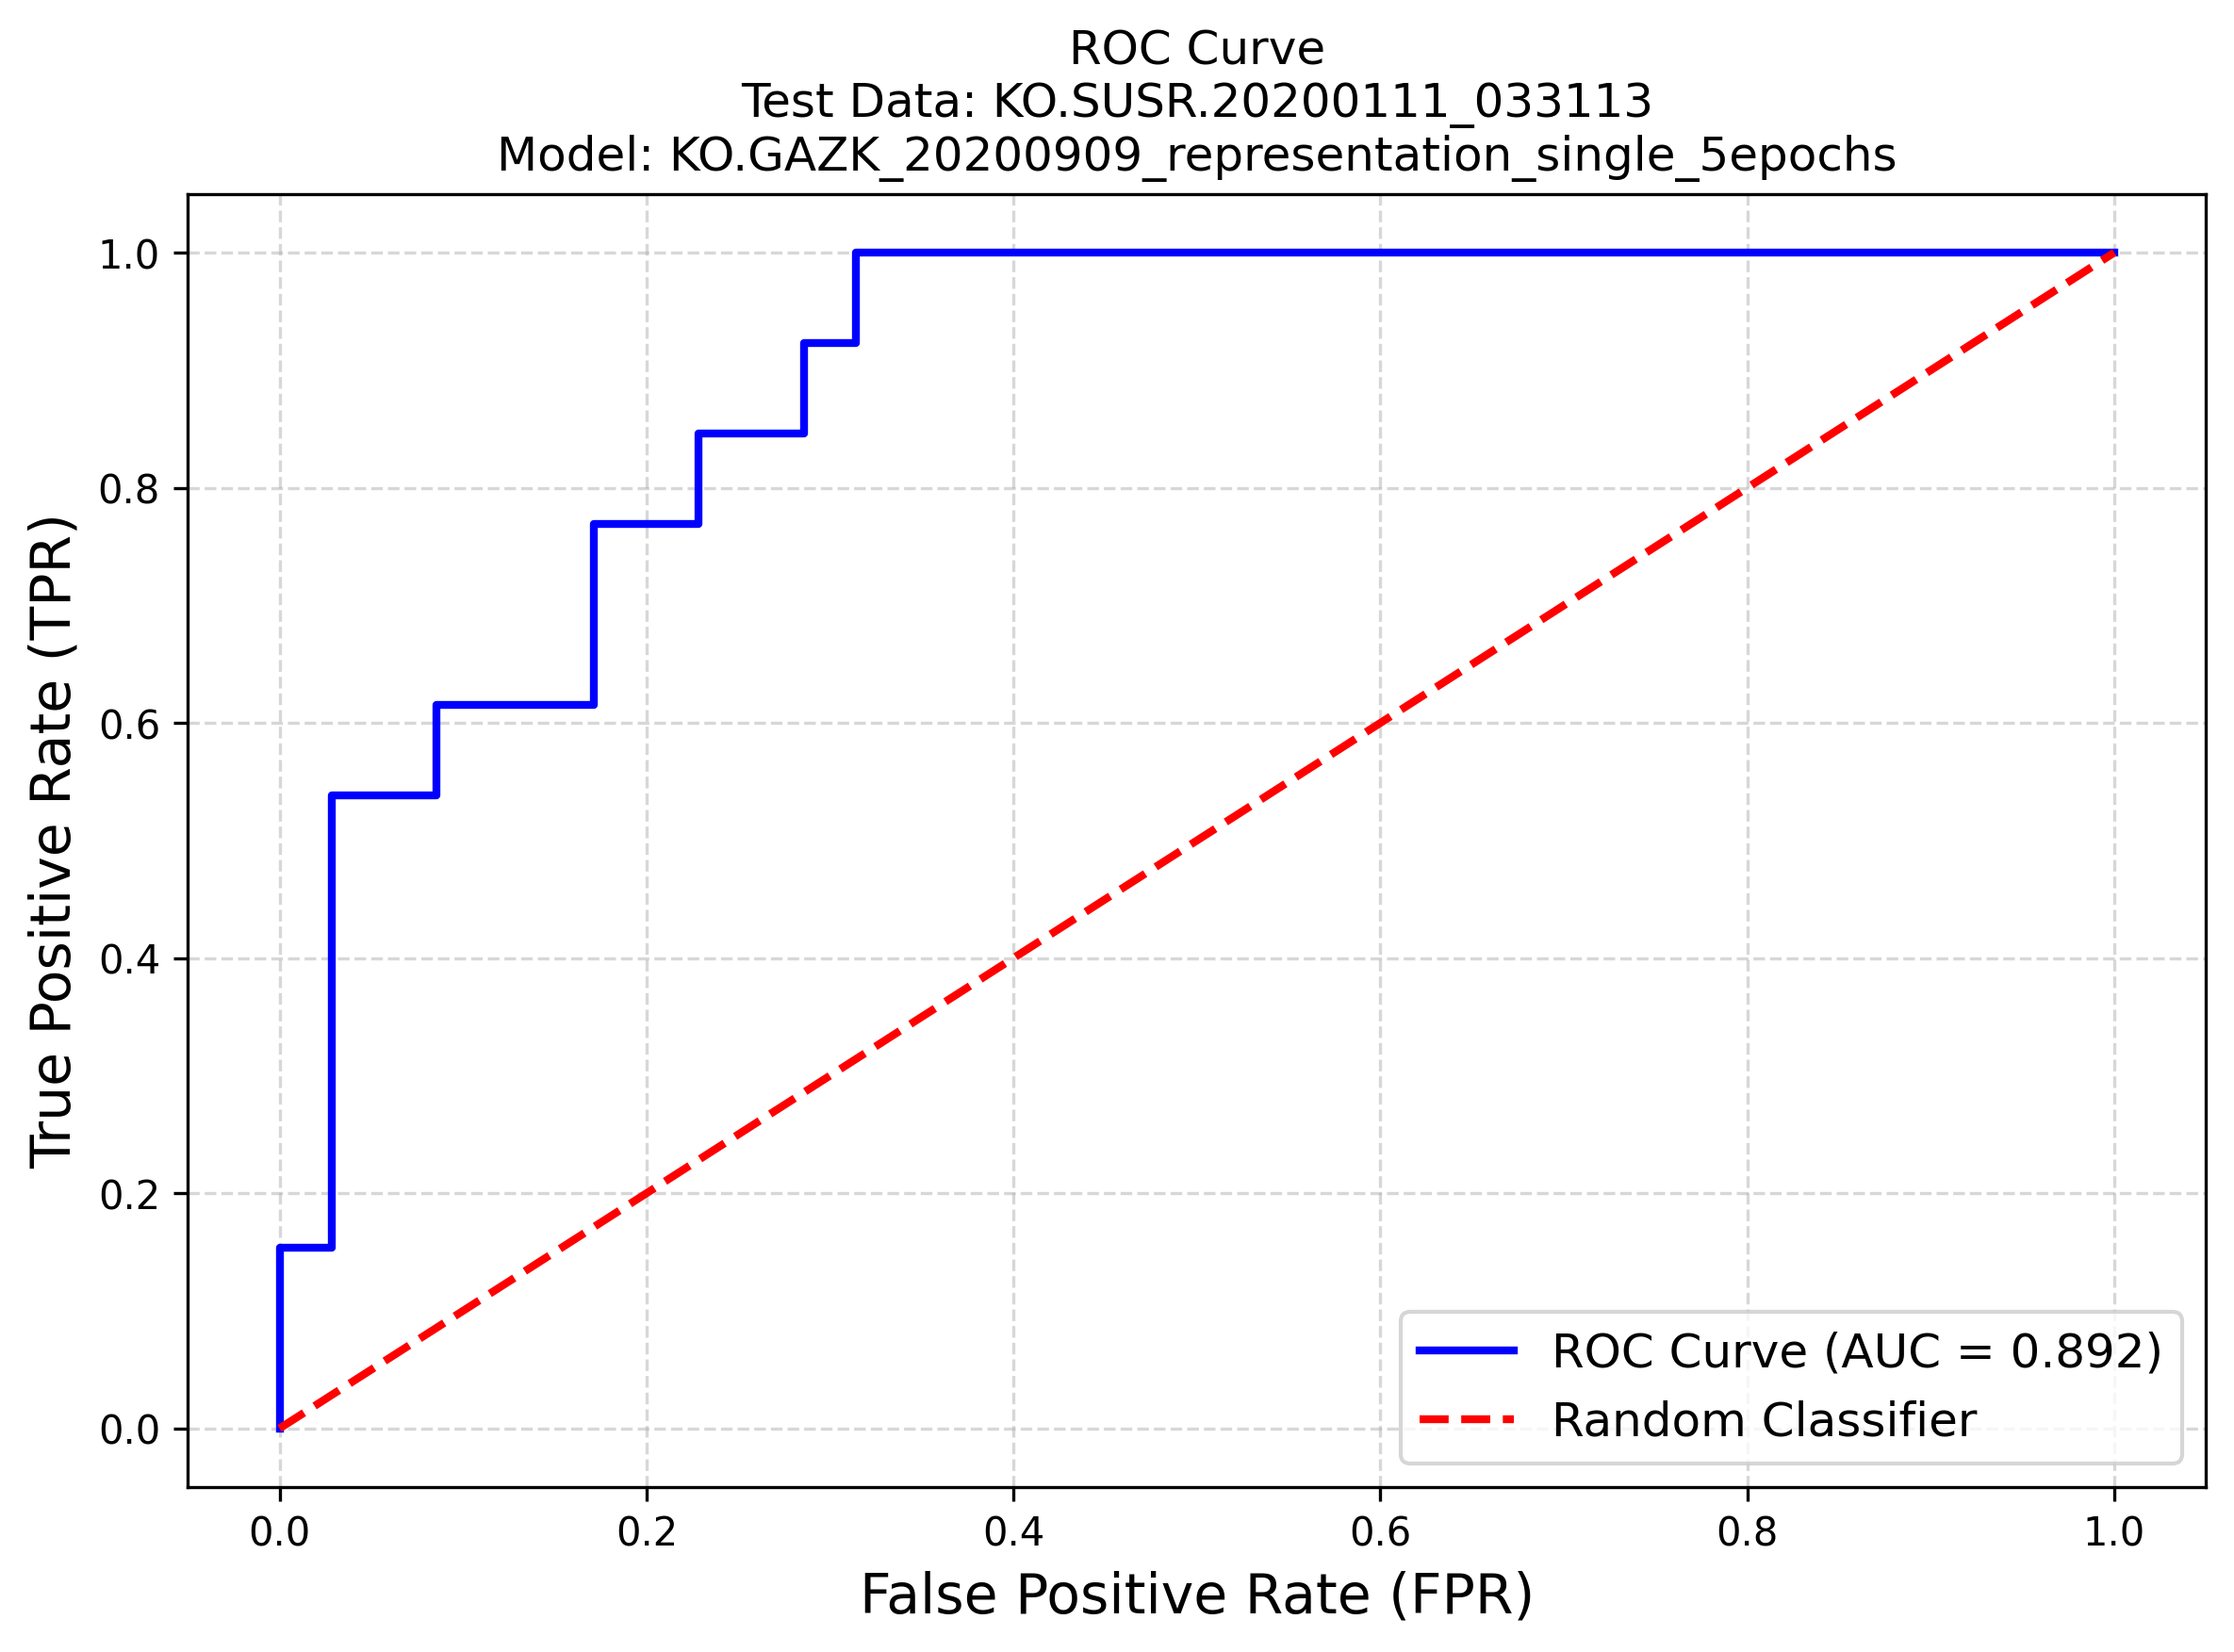 ROC Curve
Test Data: KO.SUSR.20200111_033113
Model: KO.GAZK_20200909_representation_single_5epochs
True Positive Rate (TPR)
1.0
0.8
0.6
0.4
0.2
0.0
ROC Curve (AUC = 0.892)
Random Classifier
0.0 0.2 0.4 0.6 0.8 1.0
False Positive Rate (FPR)